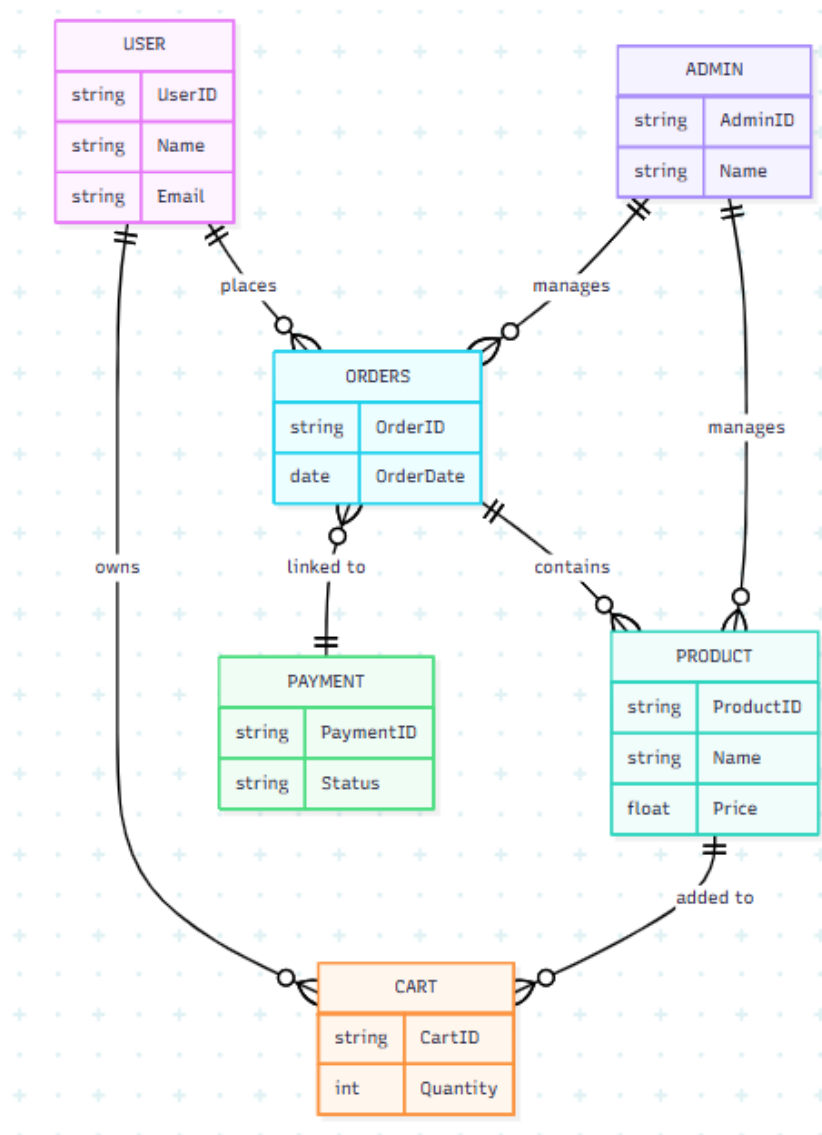 USER
string UserID
string Name
string Email
ADMIN
string AdminID
string Name
places
manages
ORDERS
string OrderID
date OrderDate
manages
owns
linked to
contains
PAYMENT
string PaymentID
string Status
PRODUCT
string ProductID
string Name
float Price
added to
CART
string CartID
int Quantity